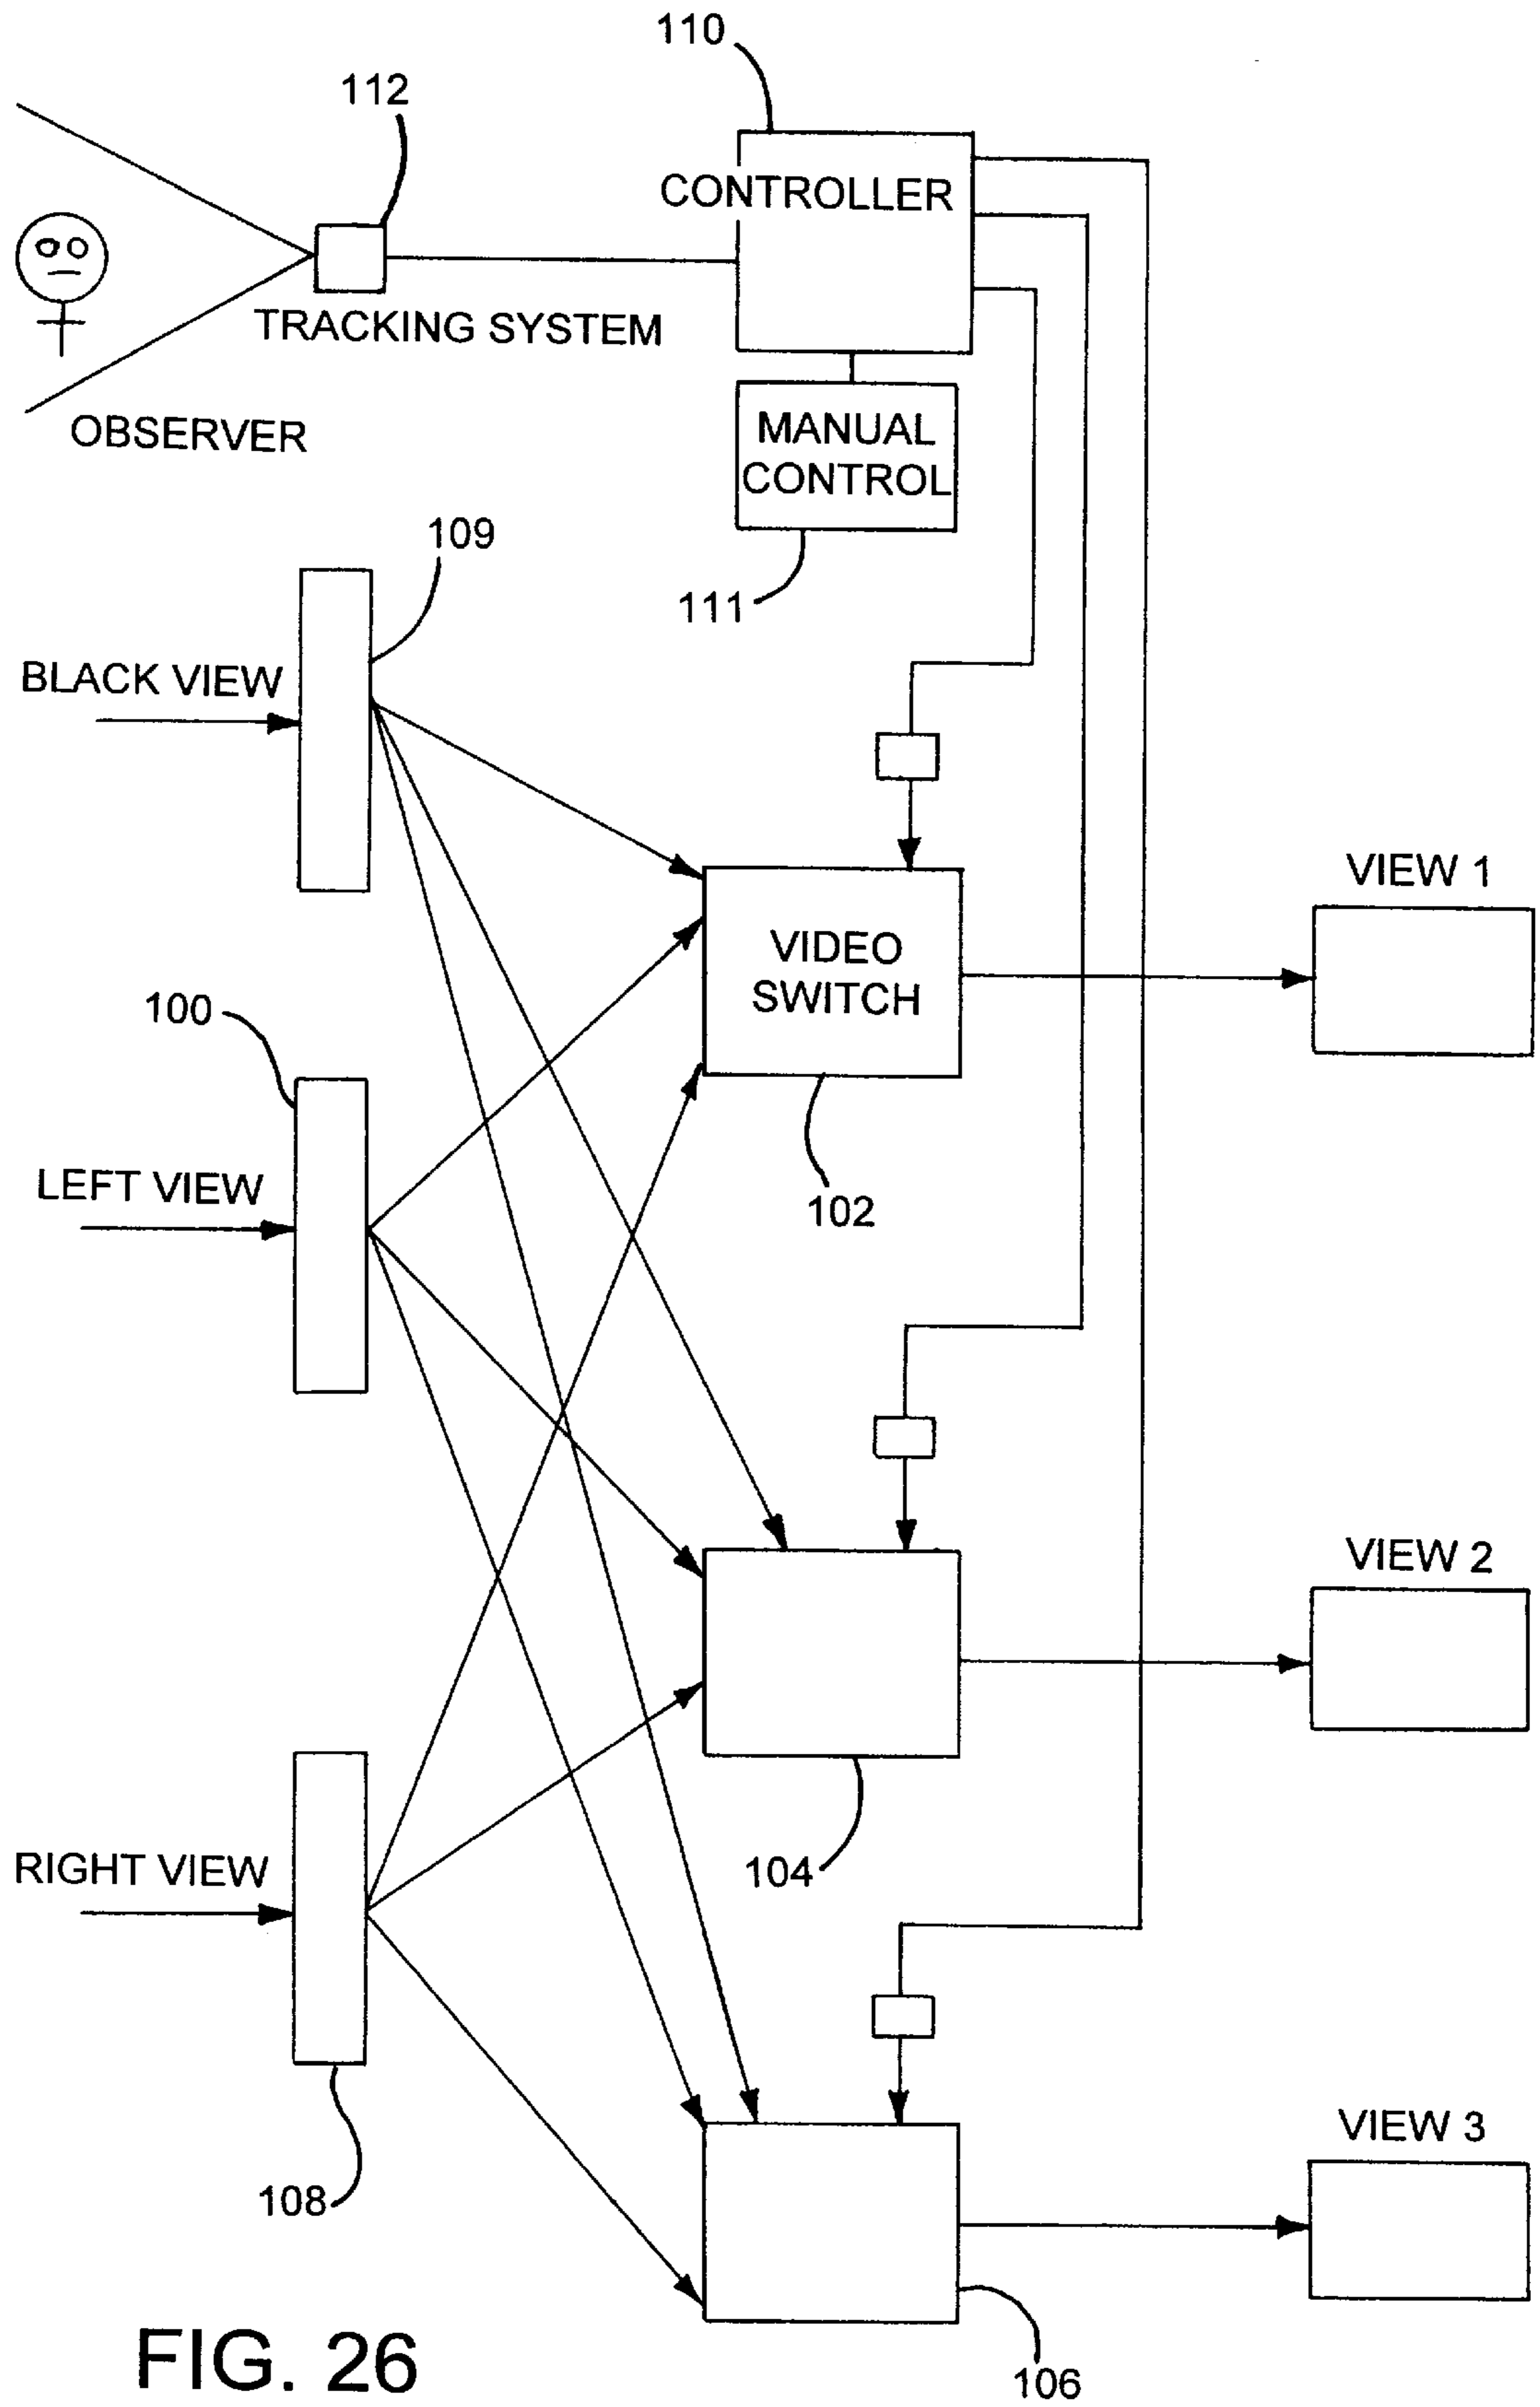 110
112
CONTROLLER
TRACKING SYSTEM
OBSERVER
MANUAL
CONTROL
109
111
BLACK VIEW
VIEW 1
VIDEO
SWITCH
100
LEFT VIEW
102
VIEW 2
RIGHT VIEW
104
VIEW 3
108
FIG. 26
106